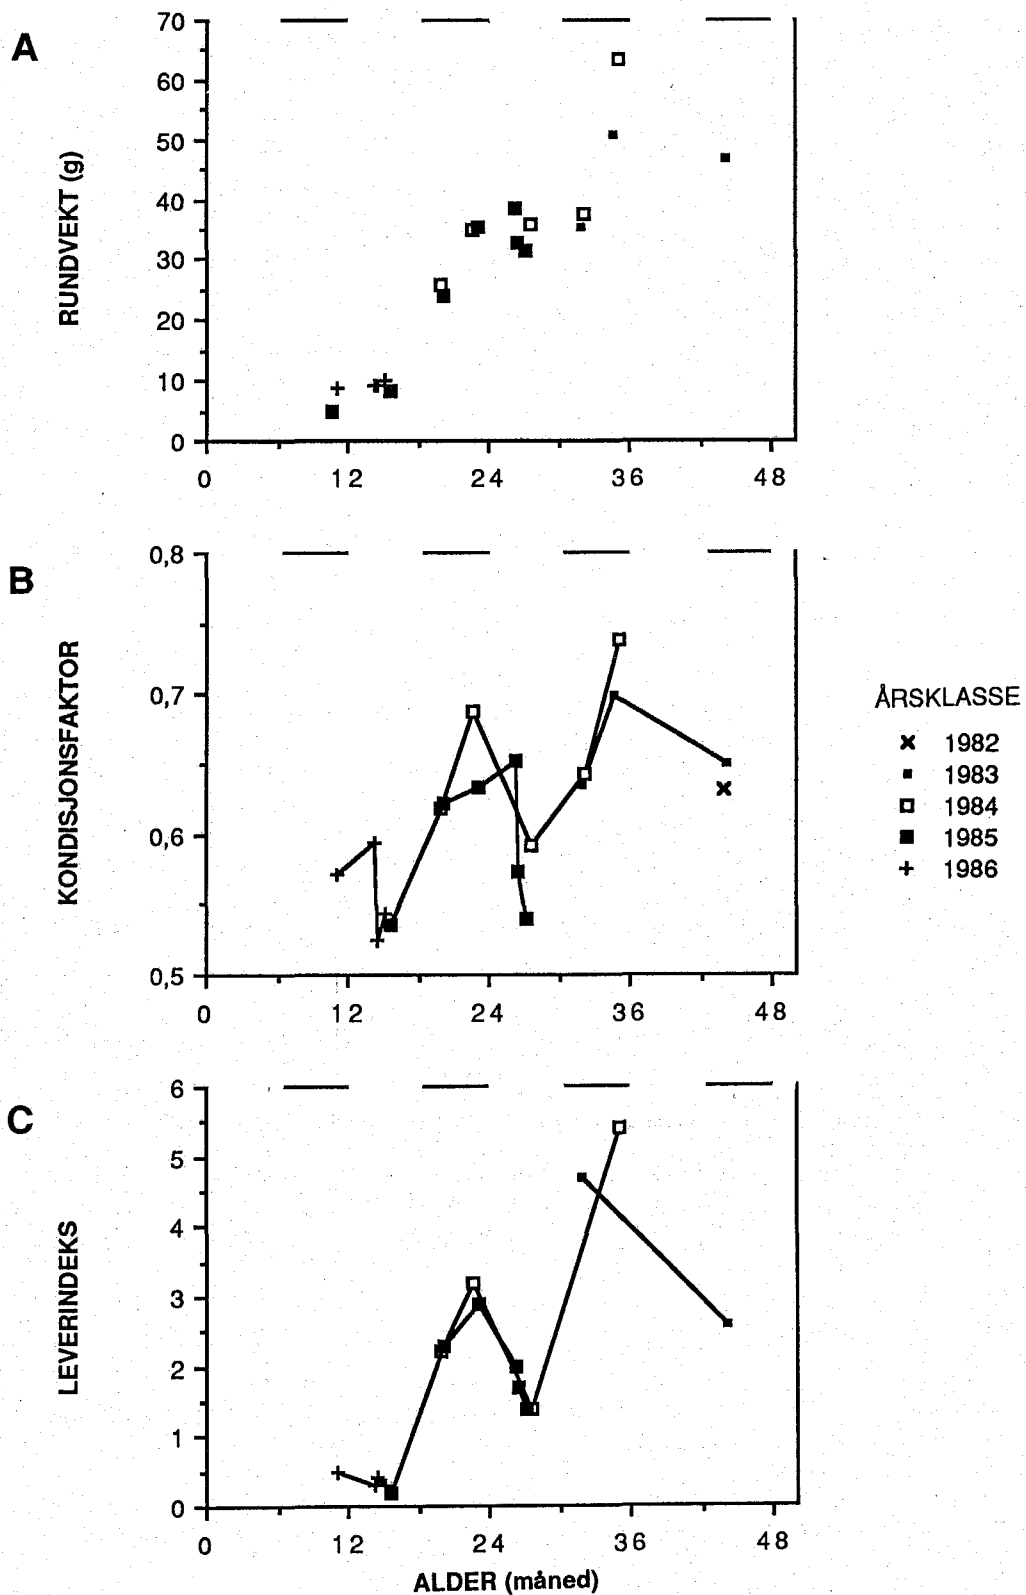 A
RUNDVEKT (g)
70
60
50
40
30
20
10
0
0 12 24 36 48
B
KONDISJONSFAKTOR
0,8
0,7
0,6
0,5
0 12 24 36 48
ÅRSKLASSE
1982
1983
1984
1985
1986
C
LEVERINDEKS
6
5
4
3
2
1
0
0 12 24 36 48
ALDER (måned)